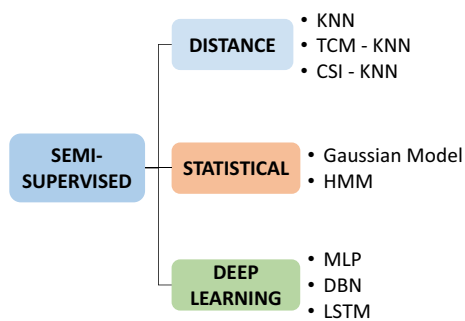 SEMI-
SUPERVISED
DISTANCE
• KNN
• TCM - KNN
• CSI - KNN
STATISTICAL
• Gaussian Model
• HMM
DEEP
LEARNING
• MLP
• DBN
• LSTM